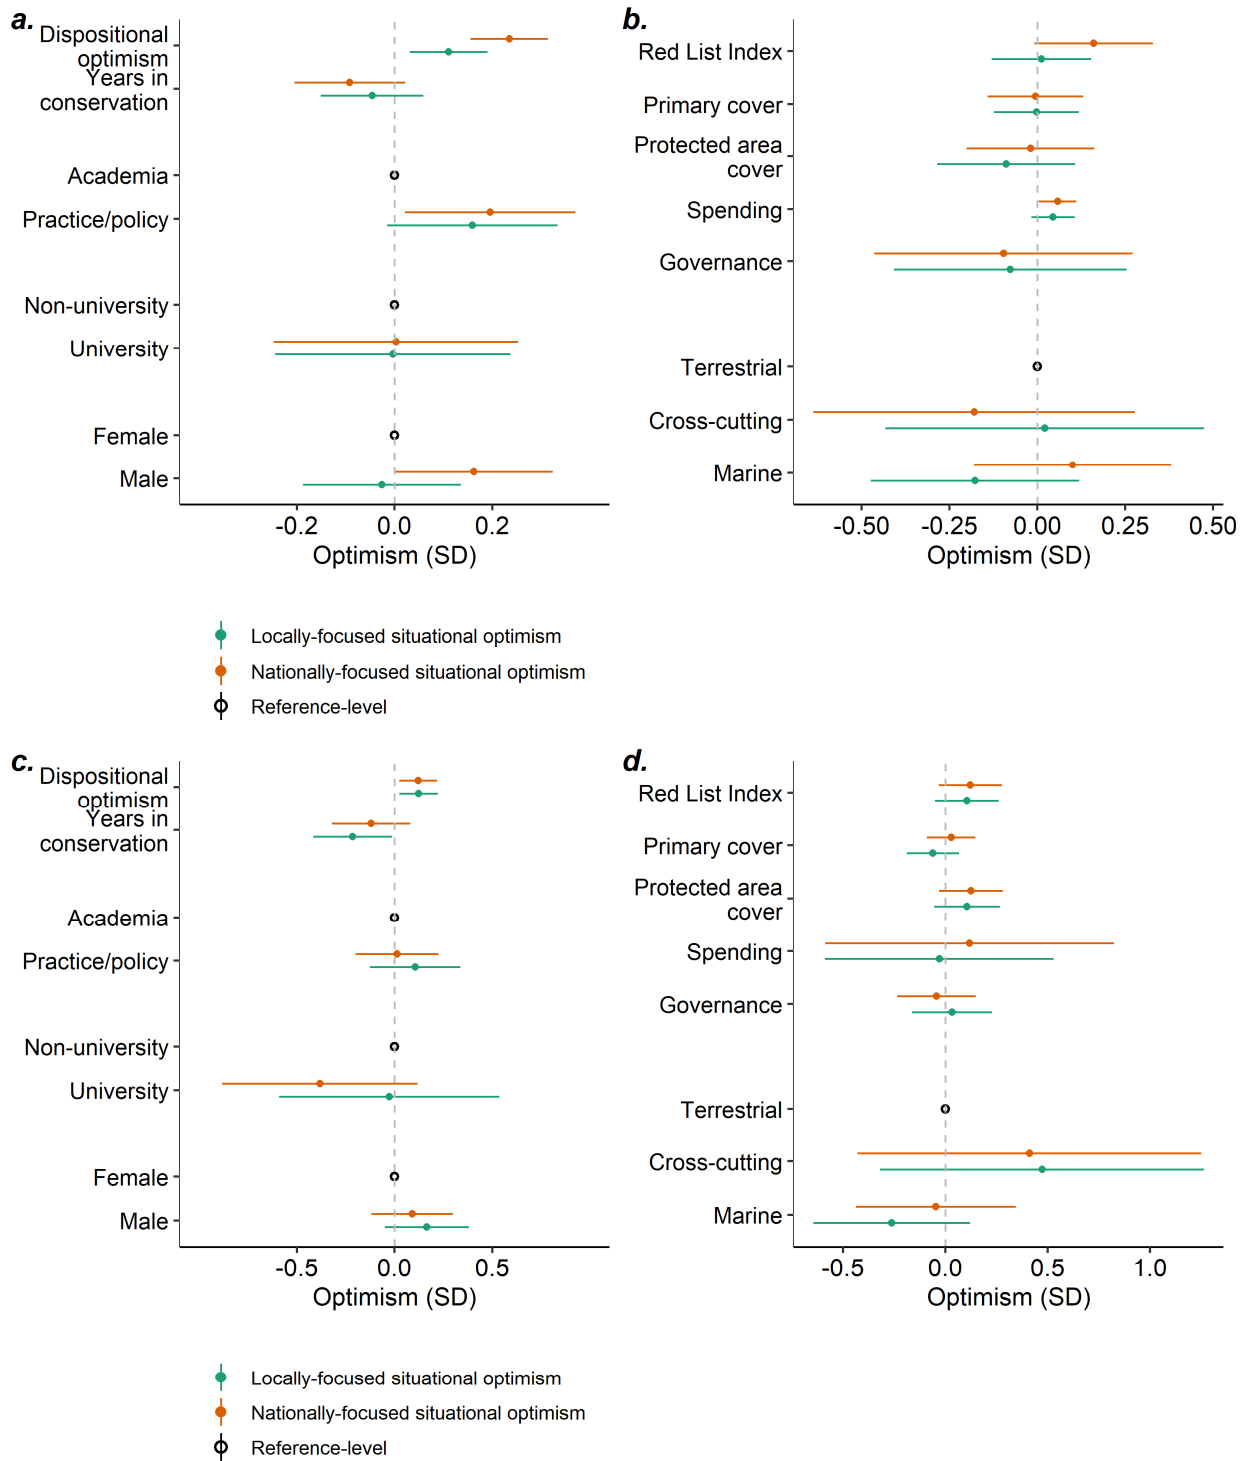 a.
Dispositional
optimism
Years in
conservation
Academia
Practice/policy
Non-university
University
Female
Male
-0.2 0.0 0.2
Optimism (SD)
b.
Red List Index
Primary cover
Protected area
cover
Spending
Governance
Terrestrial
Cross-cutting
Marine
-0.50 -0.25 0.00 0.25 0.50
Optimism (SD)
Locally-focused situational optimism
Nationally-focused situational optimism
Reference-level
c.
Dispositional
optimism
Years in
conservation
Academia
Practice/policy
Non-university
University
Female
Male
-0.5 0.0 0.5
Optimism (SD)
d.
Red List Index
Primary cover
Protected area
cover
Spending
Governance
Terrestrial
Cross-cutting
Marine
-0.5 0.0 0.5 1.0
Optimism (SD)
Locally-focused situational optimism
Nationally-focused situational optimism
Reference-level